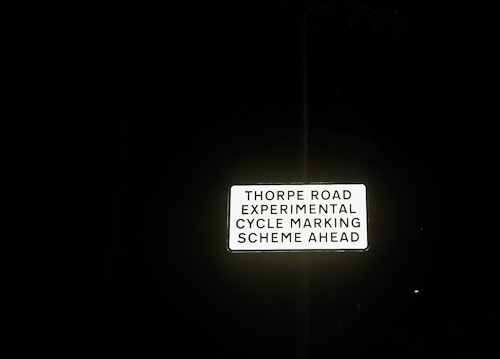 THORPE ROAD
EXPERIMENTAL
CYCLE MARKING
SCHEME AHEAD